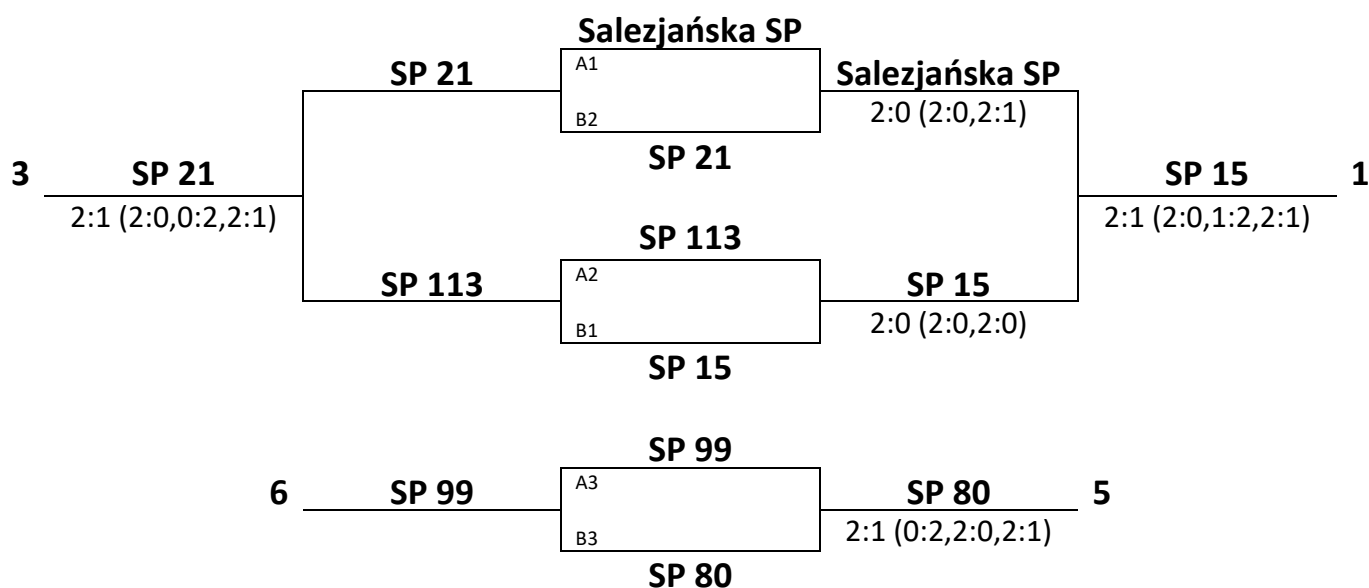 Salezjańska SP
SP 21
A1
Salezjańska SP
B2
2:0 (2:0,2:1)
SP 21
3
SP 21
SP 15
1
2:1 (2:0,0:2,2:1)
2:1 (2:0,1:2,2:1)
SP 113
SP 113
A2
SP 15
B1
2:0 (2:0,2:0)
SP 15
SP 99
6
SP 99
A3
SP 80
5
B3
2:1 (0:2,2:0,2:1)
SP 80